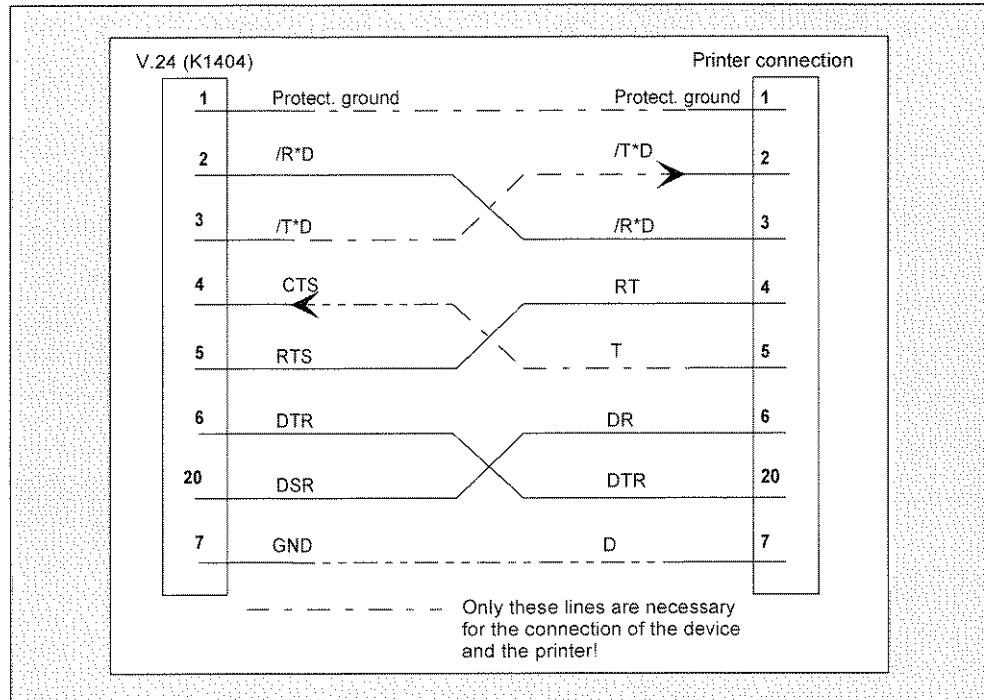 V.24 (K1404) Printer connection
1 Protect. ground Protect. ground 1
2 /R*D /T*D 2
3 /T*D /R*D 3
4 CTS RT 4
5 RTS T 5
6 DTR DR 6
20 DSR DTR 20
7 GND D 7
Only these lines are necessary
for the connection of the device
and the printer!